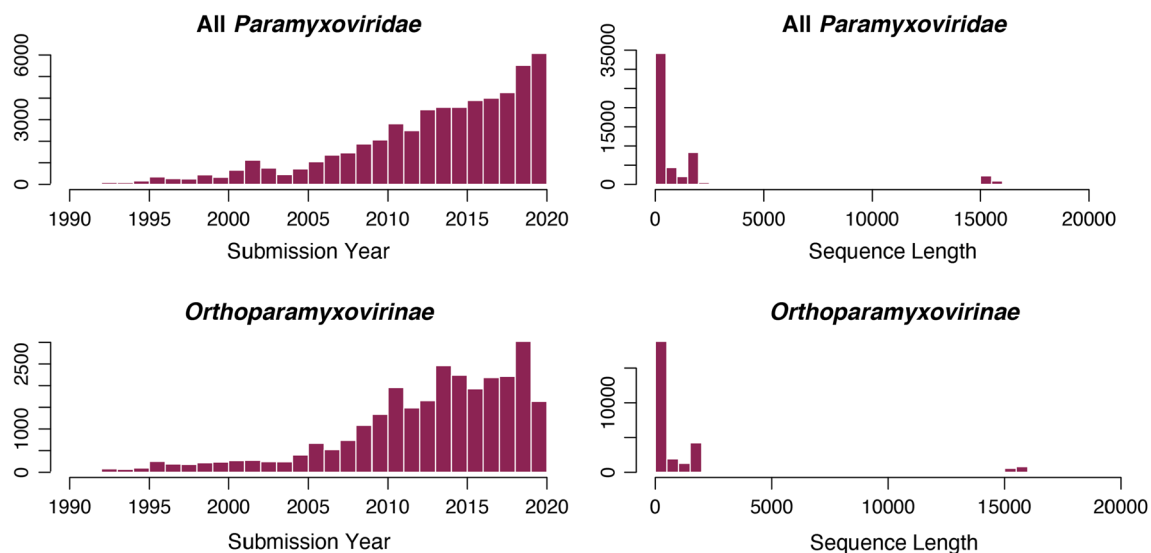 All Paramyxoviridae
6000
3000
0
1990 1995 2000 2005 2010 2015 2020
Submission Year
All Paramyxoviridae
35000
15000
0
0 5000 10000 15000 20000
Sequence Length
Orthoparamyxovirinae
2500
1000
0
1990 1995 2000 2005 2010 2015 2020
Submission Year
Orthoparamyxovirinae
10000
0
0 5000 10000 15000 20000
Sequence Length